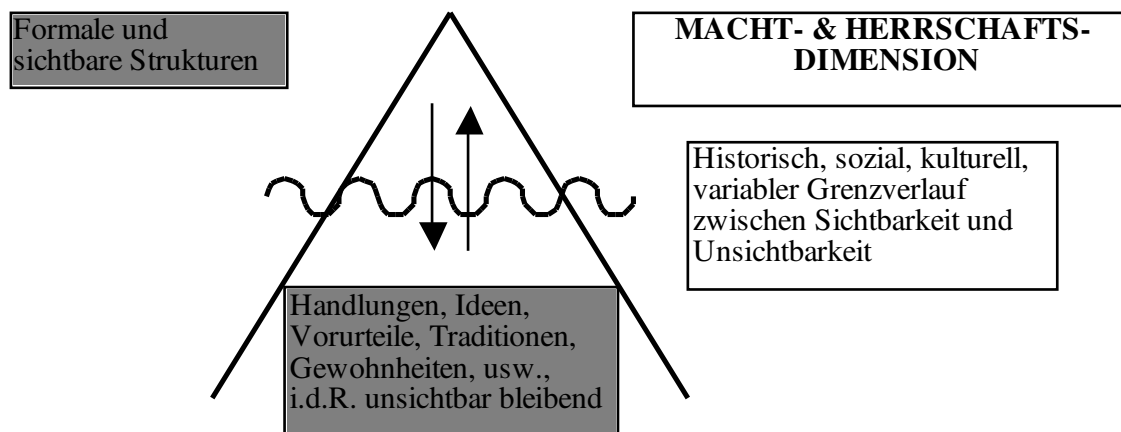 Formale und
sichtbare Strukturen
MACHT- & HERRSCHAFTS-
DIMENSION
Historisch, sozial, kulturell,
variabler Grenzverlauf
zwischen Sichtbarkeit und
Unsichtbarkeit
Handlungen, Ideen,
Vorurteile, Traditionen,
Gewohnheiten, usw.,
i.d.R. unsichtbar bleibend